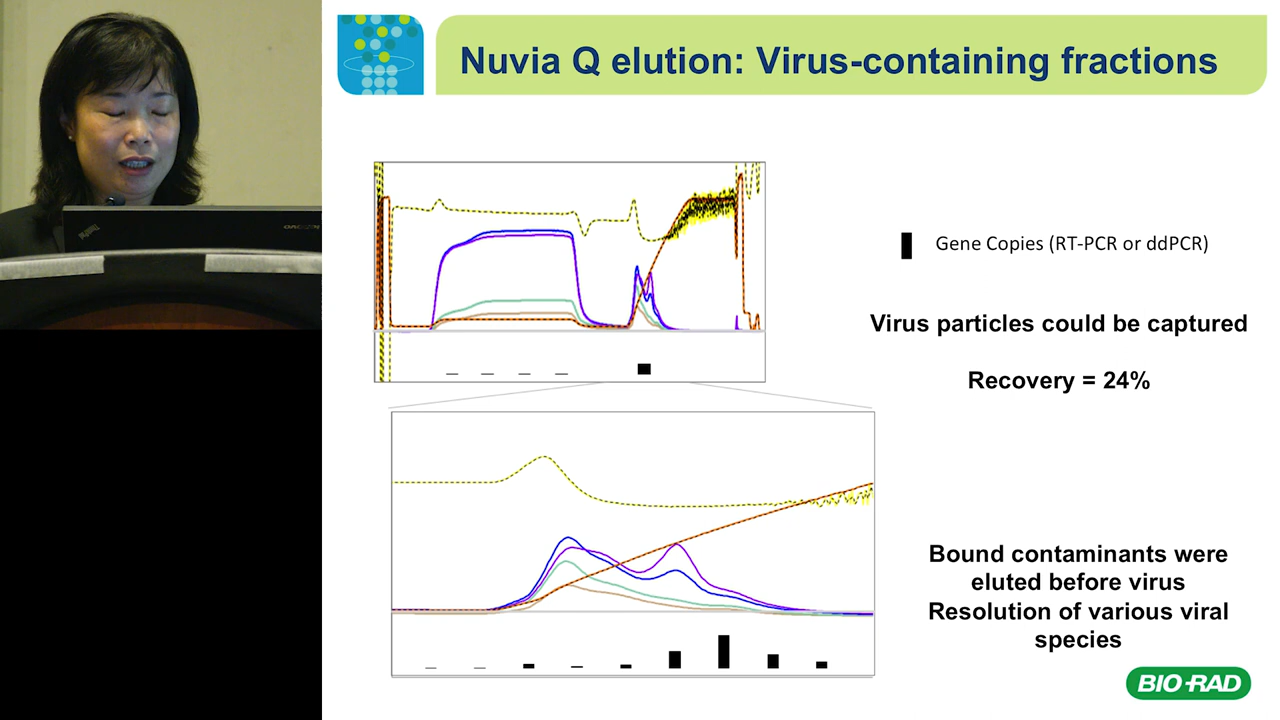 Nuvia Q elution: Virus-containing fractions
Gene Copies (RT-PCR or ddPCR)
Virus particles could be captured
Recovery = 24%
Bound contaminants were
eluted before virus
Resolution of various viral
species
BIO-RAD